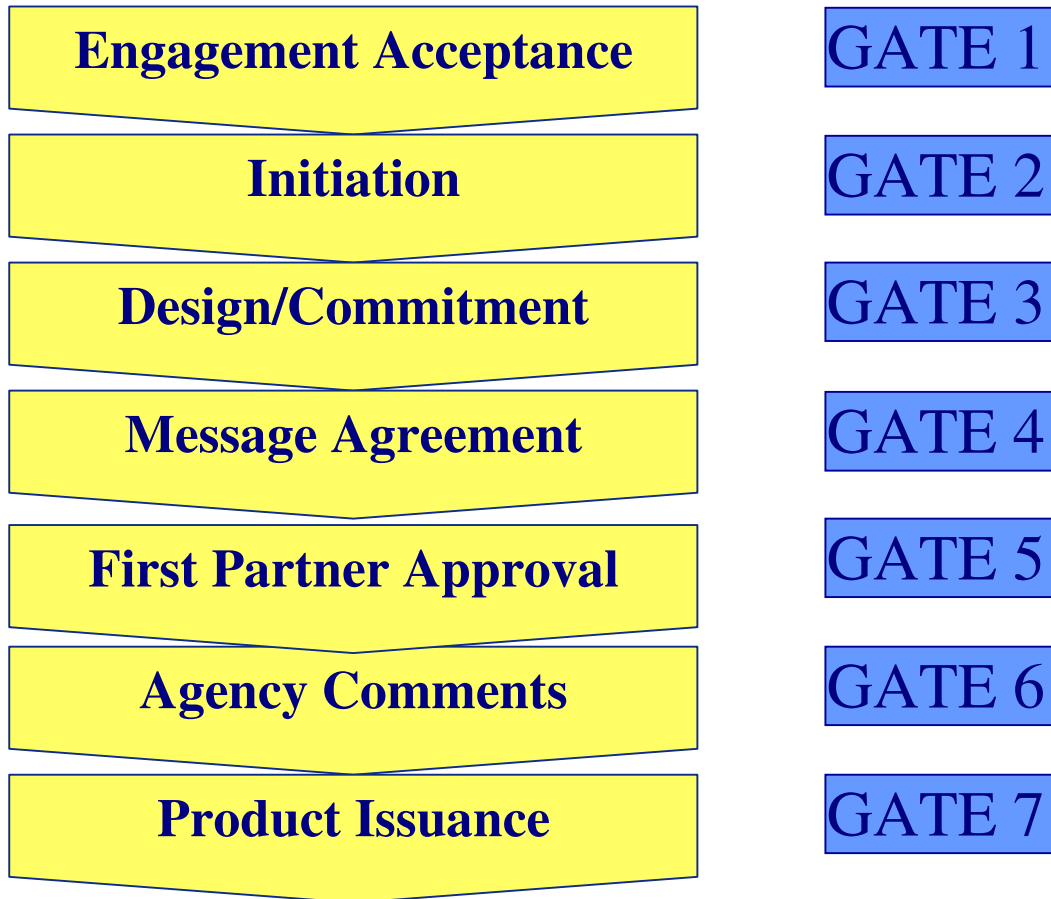 Engagement Acceptance GATE 1
Initiation GATE 2
Design/Commitment GATE 3
Message Agreement GATE 4
First Partner Approval GATE 5
Agency Comments GATE 6
Product Issuance GATE 7